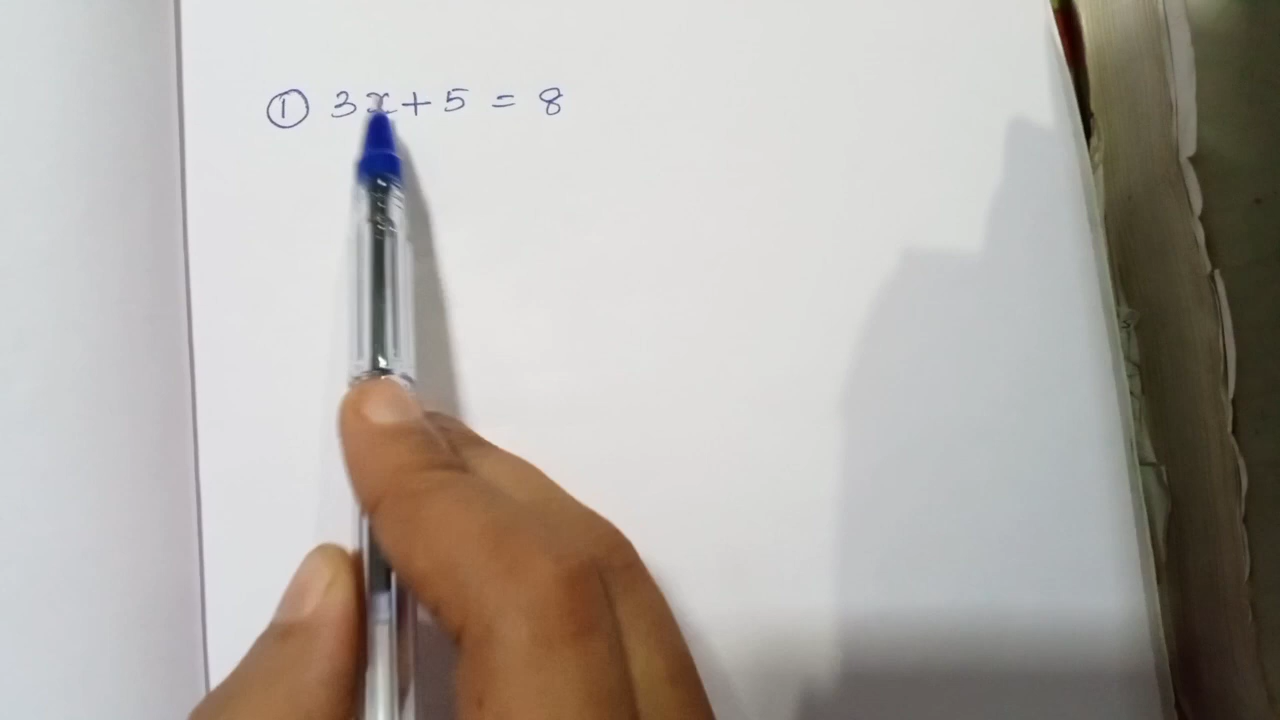 ① 3x + 5 = 8